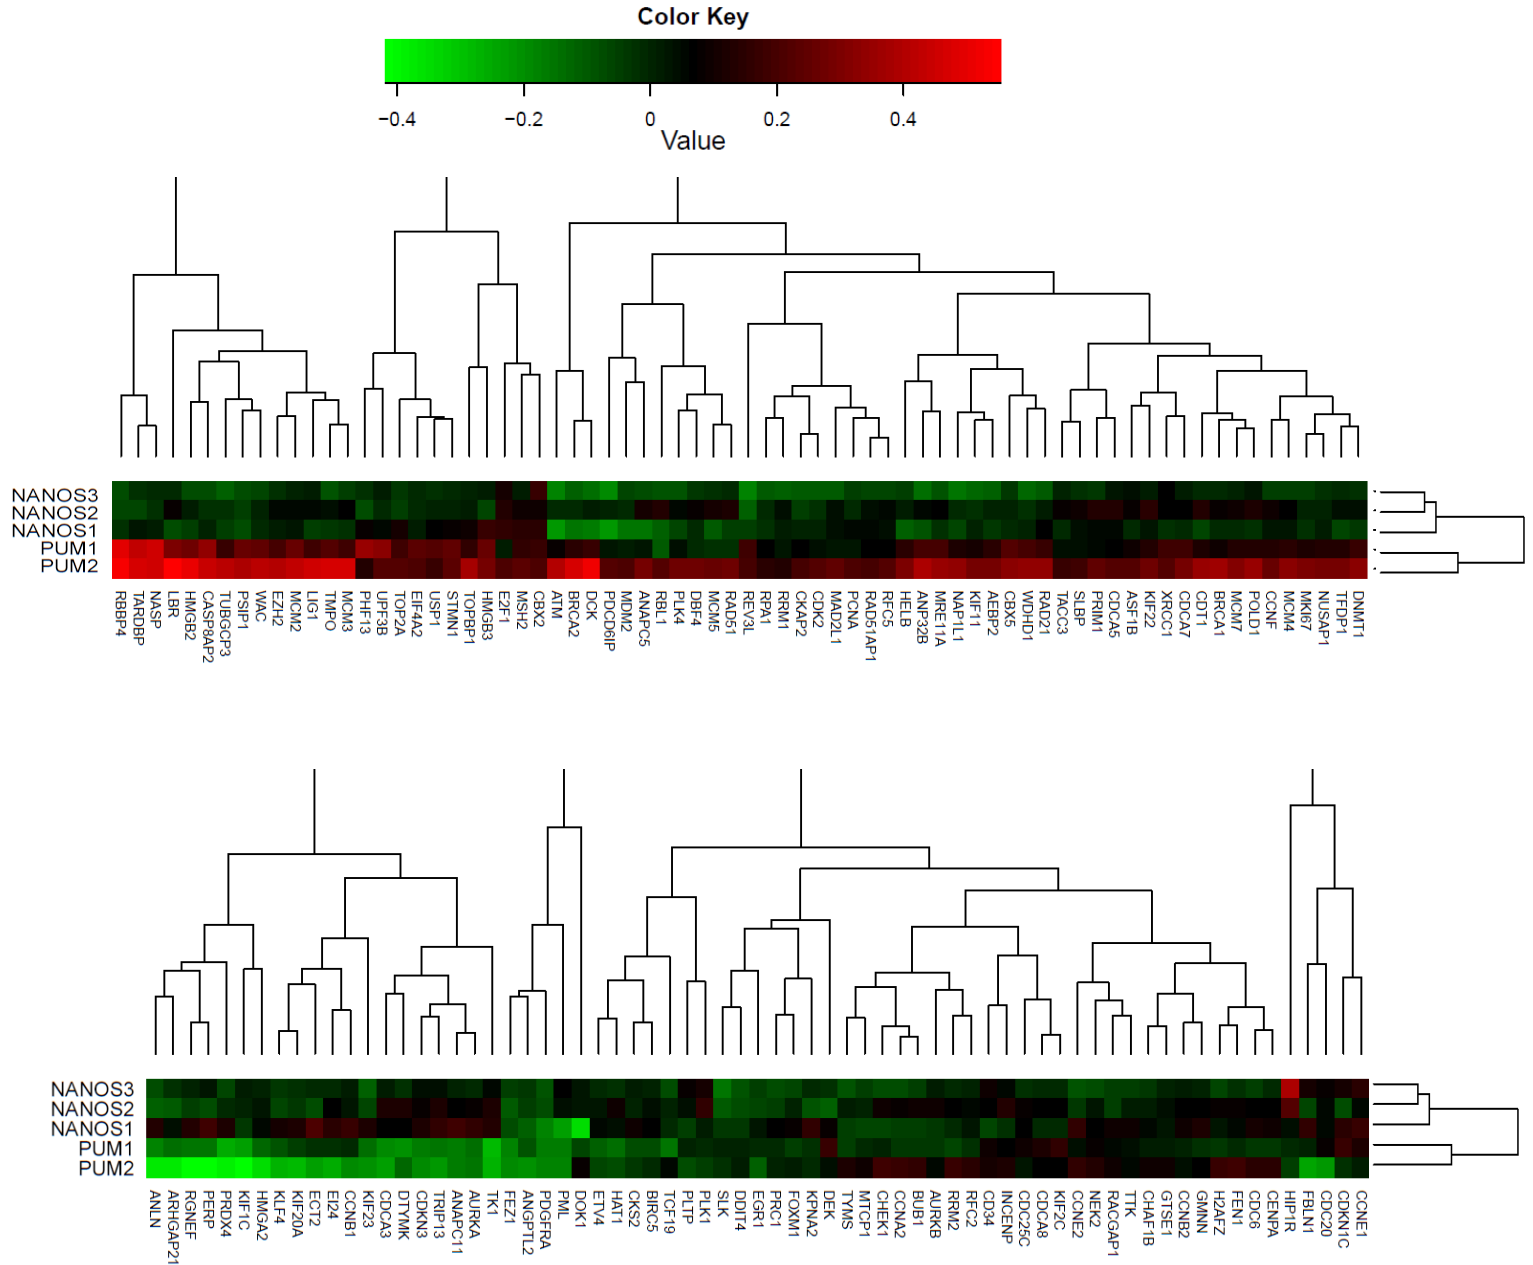 Color Key
−0.4 −0.2 0 0.2 0.4
Value
NANOS3
NANOS2
NANOS1
PUM1
PUM2
RBBP4
TARDBP
NASP
LBR
HMGB2
CASP8AP2
TUBGCP3
PSIP1
WAC
EZH2
MCM2
LIG1
TMPO
MCM3
PHF13
UPF3B
TOP2A
EIF4A2
USP1
STMN1
TOPBP1
HMGB3
E2F1
MSH2
CBX2
ATM
BRCA2
DCK
PDCD6IP
MDM2
ANAPC5
RBL1
PLK4
DBF4
MCM5
RAD51
REV3L
RPA1
RRM1
CKAP2
CDK2
MAD2L1
PCNA
RAD51AP1
RFC5
HELB
ANP32B
MRE11A
NAP1L1
KIF11
AEBP2
CBX5
WDHD1
RAD21
TACC3
SLBP
PRIM1
CDCA5
ASF1B
KIF22
XRCC1
CDCA7
CDT1
BRCA1
MCM7
POLD1
CCNF
MCM4
MKI67
NUSAP1
TFDP1
DNMT1
NANOS3
NANOS2
NANOS1
PUM1
PUM2
ANLN
ARHGAP21
RGNEF
PERP
PRDX4
KIF1C
HMGA2
KLF4
KIF20A
ECT2
EI24
CCNB1
KIF23
CDCA3
DTYMK
CDKN3
TRIP13
ANAPC11
AURKA
TK1
FEZ1
ANGPTL2
PDGFRA
PML
DOK1
ETV4
HAT1
CKS2
BIRC5
TCF19
PLTP
PLK1
SLK
DDIT4
EGR1
PRC1
FOXM1
KPNA2
DEK
TYMS
MTCP1
CHEK1
CCNA2
BUB1
AURKB
RRM2
RFC2
CD34
INCENP
CDC25C
CDCA8
KIF2C
CCNE2
NEK2
RACGAP1
TTK
CHAF1B
GTSE1
CCNB2
GMNN
H2AFZ
FEN1
CDC6
CENPA
HIP1R
FBLN1
CDC20
CDKN1C
CCNE1